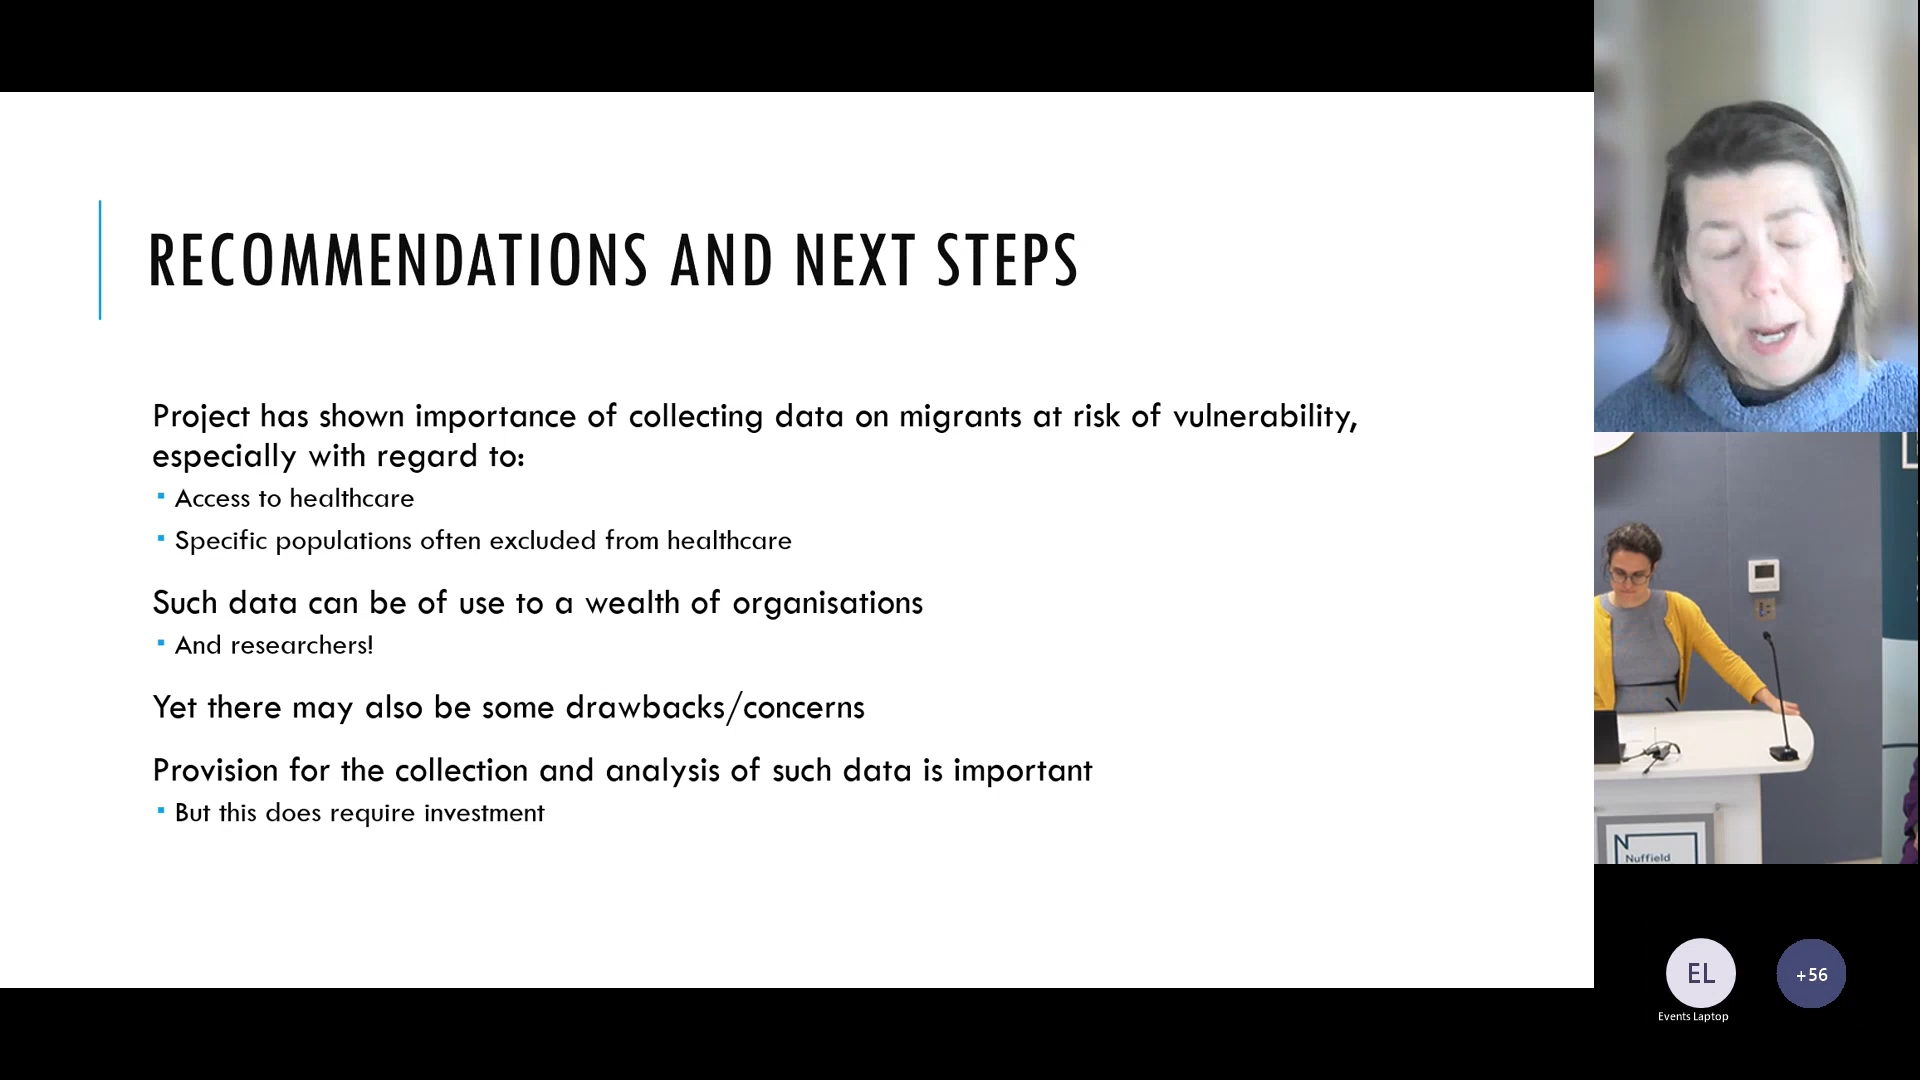 RECOMMENDATIONS AND NEXT STEPS
Project has shown importance of collecting data on migrants at risk of vulnerability,
especially with regard to:
Access to healthcare
Specific populations often excluded from healthcare
Such data can be of use to a wealth of organisations
And researchers!
Yet there may also be some drawbacks/concerns
Provision for the collection and analysis of such data is important
But this does require investment
N
Nuffield
EL
+56
Events Laptop